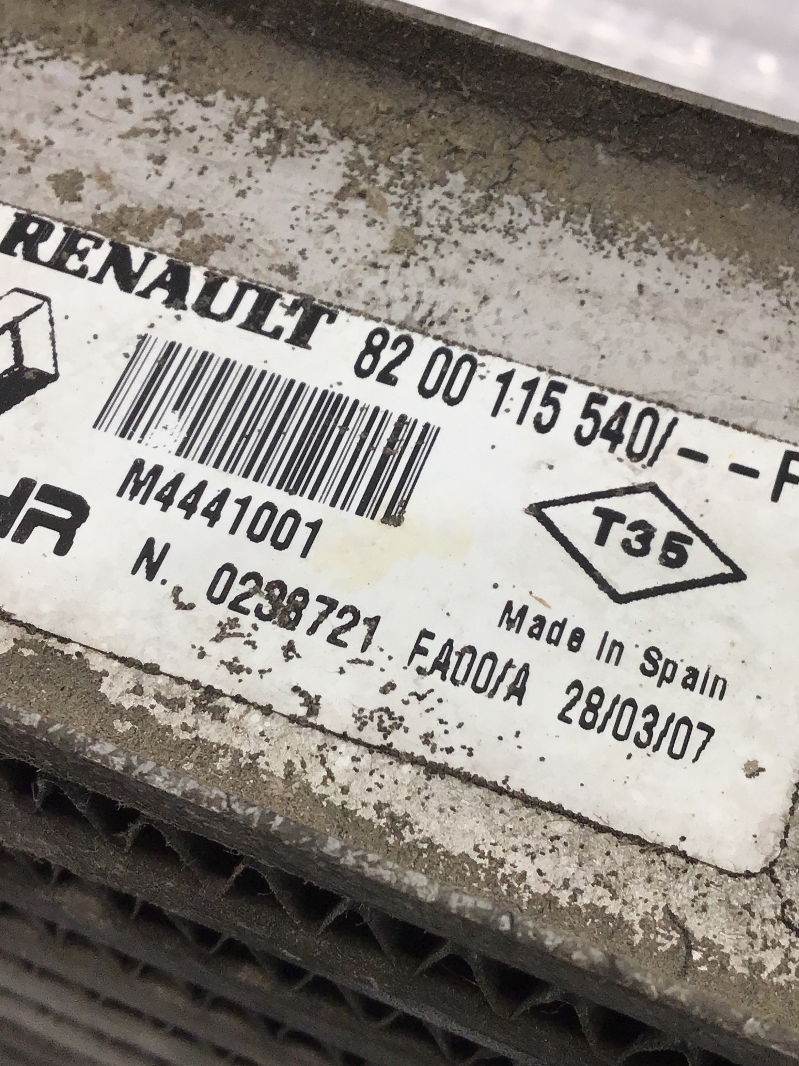 RENAULT 82 00 115 540/--
M4441001
T35
Made In Spain
N. 0238721 FA00/A 28/03/07